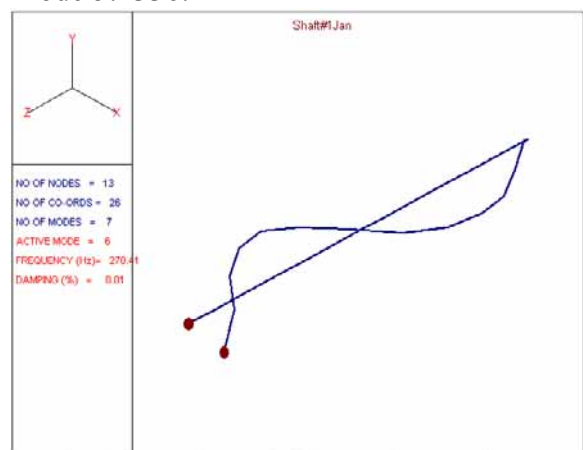 Shaft#1Jan
Y
Z
X
NO OF NODES = 13
NO OF CO-ORDS = 26
NO OF MODES = 7
ACTIVE MODE = 6
FREQUENCY (Hz)= 270.41
DAMPING (%) = 0.01